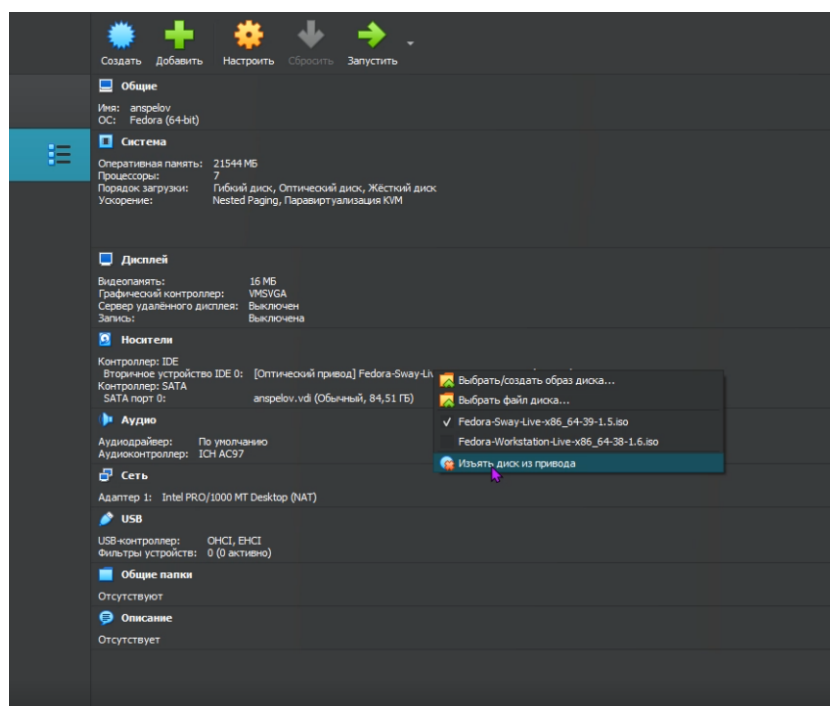 Создать Добавить Настроить Сбросить Запустить
Общие
Имя: anspelov
ОС: Fedora (64-bit)
Система
Оперативная память: 21544 МБ
Процессоры: 7
Порядок загрузки: Гибкий диск, Оптический диск, Жёсткий диск
Ускорение: Nested Paging, Паравиртуализация KVM
Дисплей
Видеопамять: 16 МБ
Графический контроллер: VMSVGA
Сервер удалённого дисплея: Выключен
Запись: Выключена
Носители
Контроллер: IDE
Вторичное устройство IDE 0: [Оптический привод] Fedora-Sway-Liv
Контроллер: SATA
SATA порт 0: anspelov.vdi (Обычный, 84,51 ГБ)
Выбрать/создать образ диска...
Выбрать файл диска...
✓ Fedora-Sway-Live-x86_64-39-1.5.iso
Fedora-Workstation-Live-x86_64-38-1.6.iso
Изъять диск из привода
Аудио
Аудиодрайвер: По умолчанию
Аудиоконтроллер: ICH AC97
Сеть
Адаптер 1: Intel PRO/1000 MT Desktop (NAT)
USB
USB-контроллер: OHCI, EHCI
Фильтры устройств: 0 (0 активно)
Общие папки
Отсутствуют
Описание
Отсутствует